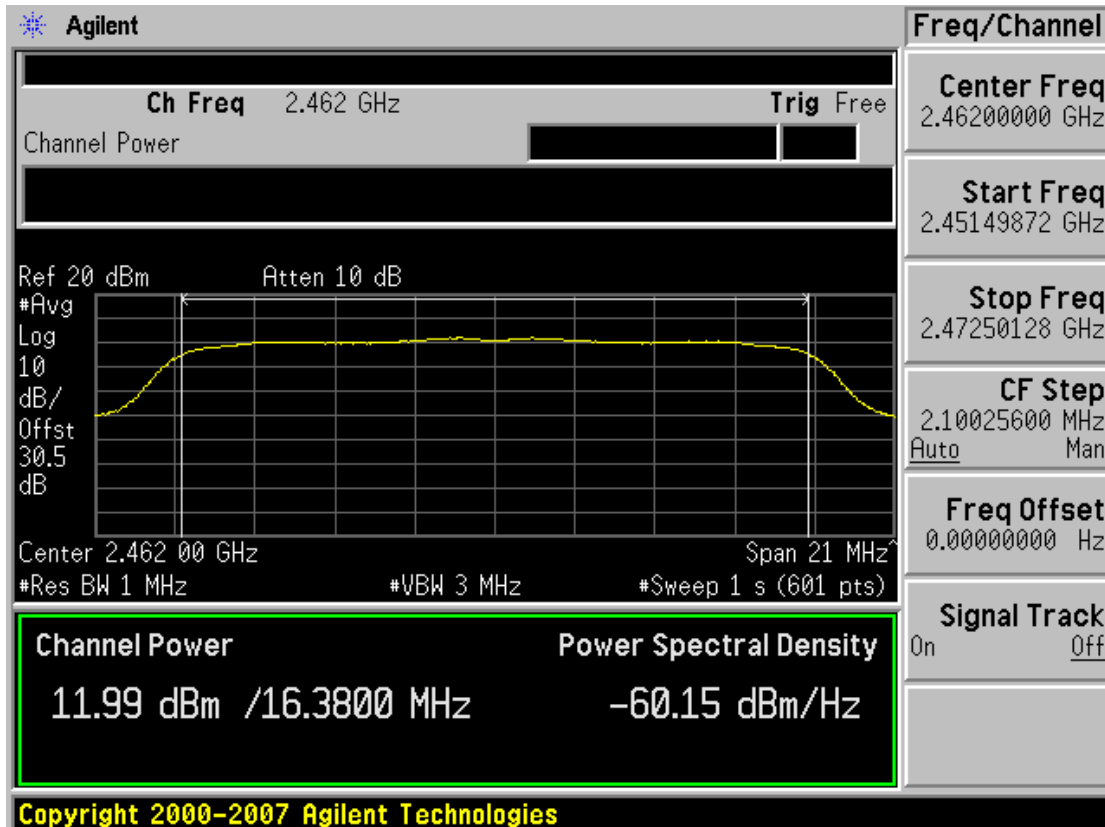 Agilent
Freq/Channel
Ch Freq 2.462 GHz Trig Free
Channel Power
Center Freq
2.46200000 GHz
Start Freq
2.45149872 GHz
Stop Freq
2.47250128 GHz
CF Step
2.10025600 MHz
Auto Man
Freq Offset
0.00000000 Hz
Signal Track
On Off
Ref 20 dBm Atten 10 dB
#Avg
Log
10
dB/
Offst
30.5
dB
Center 2.462 00 GHz Span 21 MHz^
#Res BW 1 MHz #VBW 3 MHz #Sweep 1 s (601 pts)
Channel Power Power Spectral Density
11.99 dBm /16.3800 MHz -60.15 dBm/Hz
Copyright 2000-2007 Agilent Technologies